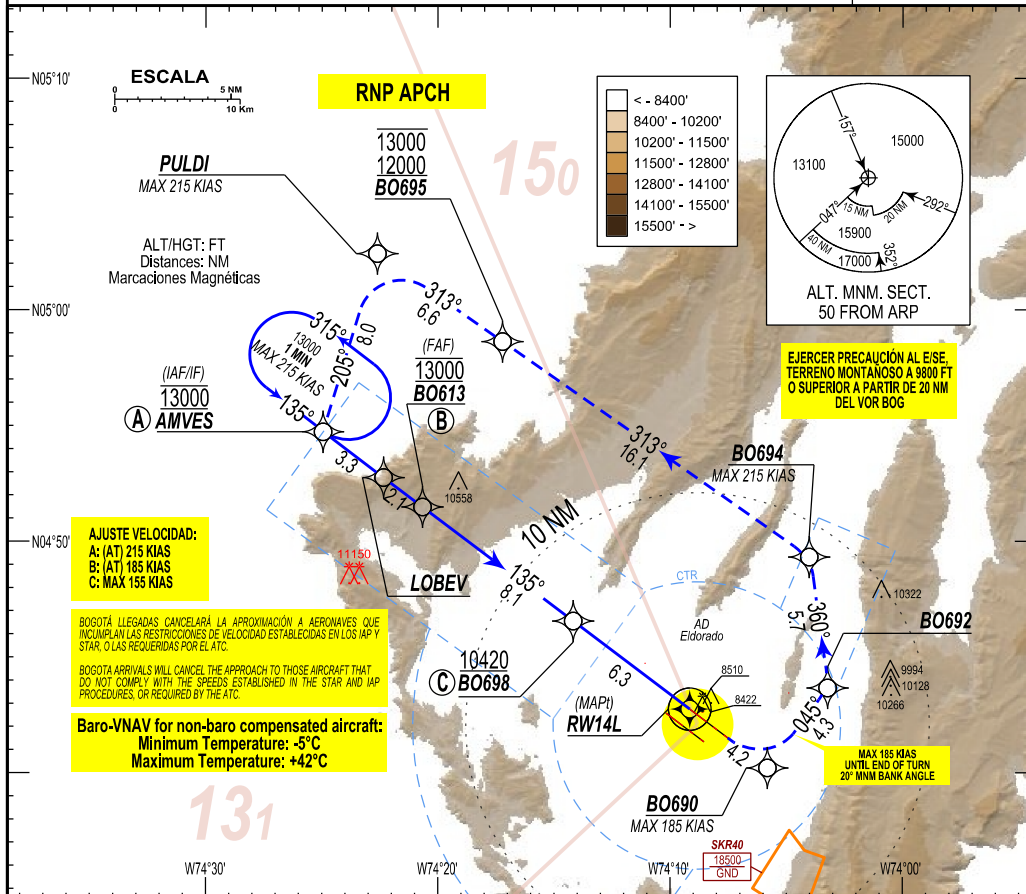 N05°10'
ESCALA
0 5 NM
0 10 Km
RNP APCH
PULDI
MAX 215 KIAS
13000
12000
BO695
150
< - 8400'
8400' - 10200'
10200' - 11500'
11500' - 12800'
12800' - 14100'
14100' - 15500'
15500' - >
157°
15000
13100
047°
15 NM
20 NM
292°
15900
40 NM
17000
352°
ALT. MNM. SECT.
50 FROM ARP
ALT/HGT: FT
Distances: NM
Marcaciones Magnéticas
N05°00'
313°
6.6
315°
13000
1 MIN
MAX 215 KIAS
205°
8.0
135°
(IAF/IF)
13000
A AMVES
(FAF)
13000
BO613
B
EJERCER PRECAUCIÓN AL E/SE,
TERRENO MONTAÑOSO A 9800 FT
O SUPERIOR A PARTIR DE 20 NM
DEL VOR BOG
313°
16.1
BO694
MAX 215 KIAS
3.3
2.1
10558
N04°50'
10 NM
AJUSTE VELOCIDAD:
A: (AT) 215 KIAS
B: (AT) 185 KIAS
C: MAX 155 KIAS
11150
LOBEV
135°
8.1
CTR
10322
BOGOTÁ LLEGADAS CANCELARÁ LA APROXIMACIÓN A AERONAVES QUE
INCUMPLAN LAS RESTRICCIONES DE VELOCIDAD ESTABLECIDAS EN LOS IAP Y
STAR, O LAS REQUERIDAS POR EL ATC.
BOGOTA ARRIVALS WILL CANCEL THE APPROACH TO THOSE AIRCRAFT THAT
DO NOT COMPLY WITH THE SPEEDS ESTABLISHED IN THE STAR AND IAP
PROCEDURES, OR REQUIRED BY THE ATC.
AD
Eldorado
360°
5.7
BO692
10420
C BO698
6.3
8510
8422
9994
10128
10266
(MAPt)
RW14L
045°
4.3
4.2
Baro-VNAV for non-baro compensated aircraft:
Minimum Temperature: -5°C
Maximum Temperature: +42°C
MAX 185 KIAS
UNTIL END OF TURN
20° MNM BANK ANGLE
BO690
MAX 185 KIAS
131
SKR40
18500
GND
W74°30'
W74°20'
W74°10'
W74°00'